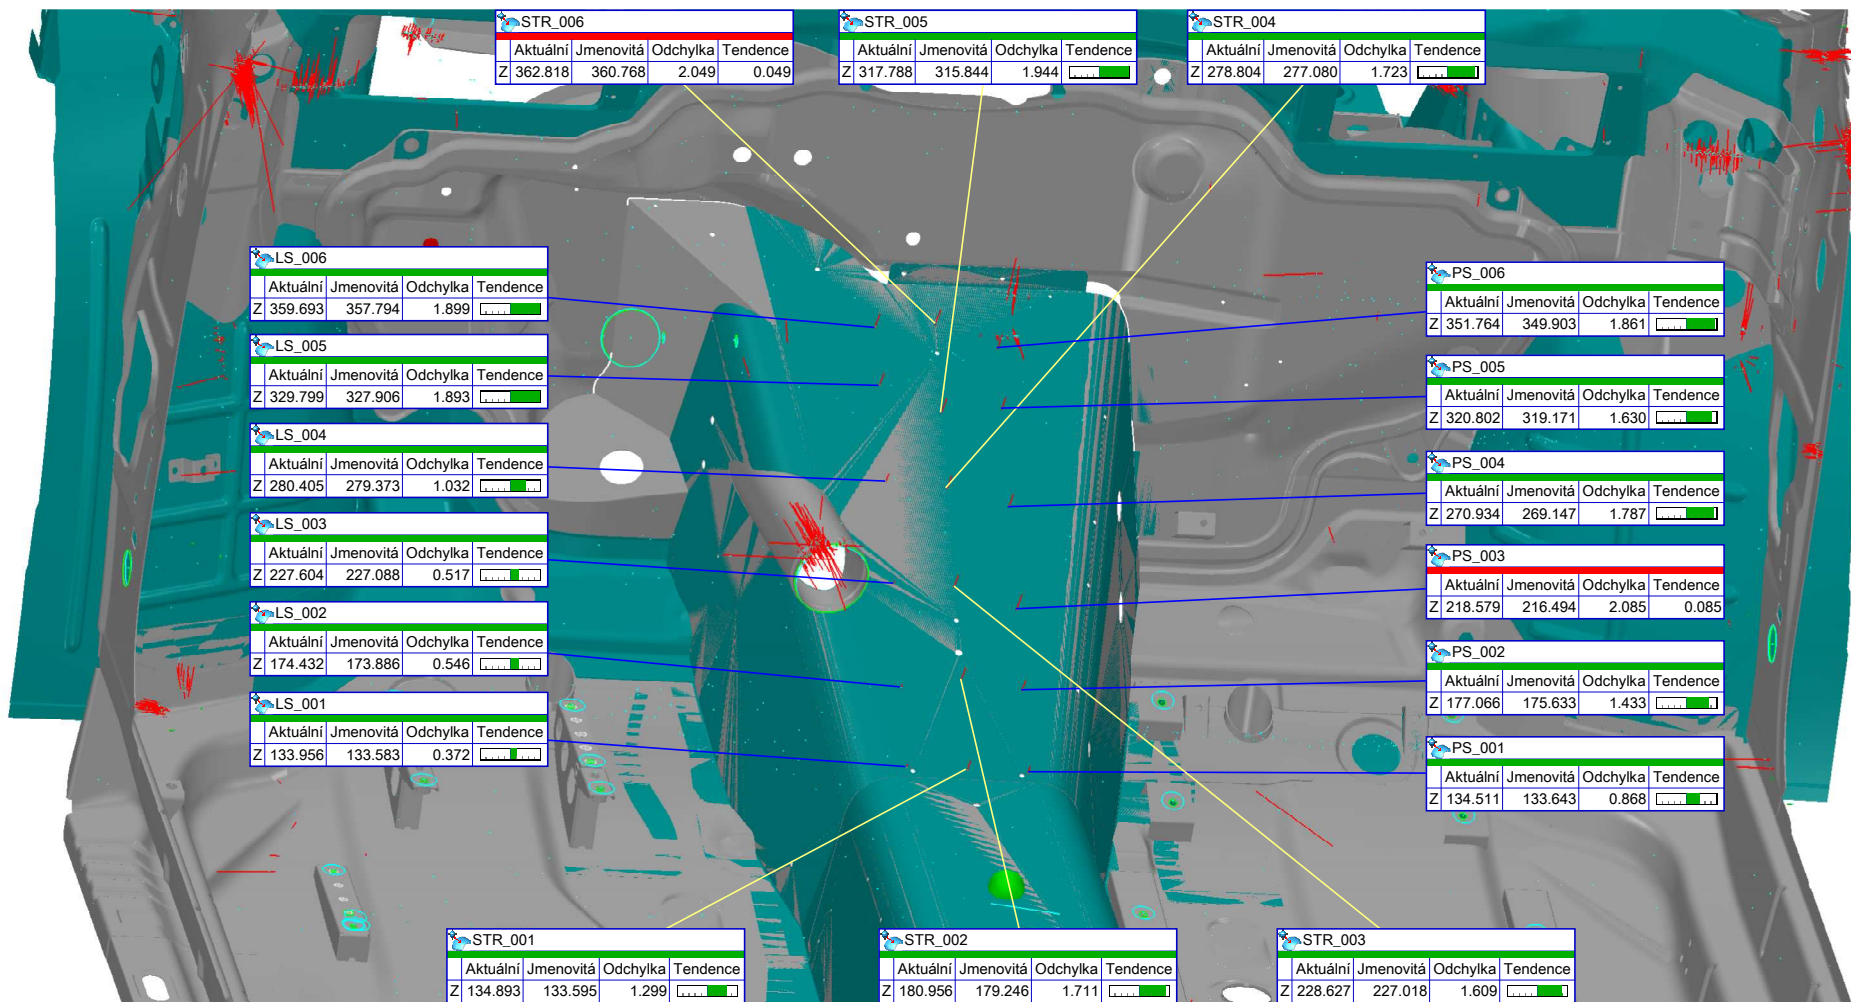 STR_006
Aktuální Jmenovitá Odchylka Tendence
Z 362.818 360.768 2.049 0.049
STR_005
Aktuální Jmenovitá Odchylka Tendence
Z 317.788 315.844 1.944
STR_004
Aktuální Jmenovitá Odchylka Tendence
Z 278.804 277.080 1.723
LS_006
Aktuální Jmenovitá Odchylka Tendence
Z 359.693 357.794 1.899
LS_005
Aktuální Jmenovitá Odchylka Tendence
Z 329.799 327.906 1.893
LS_004
Aktuální Jmenovitá Odchylka Tendence
Z 280.405 279.373 1.032
LS_003
Aktuální Jmenovitá Odchylka Tendence
Z 227.604 227.088 0.517
LS_002
Aktuální Jmenovitá Odchylka Tendence
Z 174.432 173.886 0.546
LS_001
Aktuální Jmenovitá Odchylka Tendence
Z 133.956 133.583 0.372
PS_006
Aktuální Jmenovitá Odchylka Tendence
Z 351.764 349.903 1.861
PS_005
Aktuální Jmenovitá Odchylka Tendence
Z 320.802 319.171 1.630
PS_004
Aktuální Jmenovitá Odchylka Tendence
Z 270.934 269.147 1.787
PS_003
Aktuální Jmenovitá Odchylka Tendence
Z 218.579 216.494 2.085 0.085
PS_002
Aktuální Jmenovitá Odchylka Tendence
Z 177.066 175.633 1.433
PS_001
Aktuální Jmenovitá Odchylka Tendence
Z 134.511 133.643 0.868
STR_001
Aktuální Jmenovitá Odchylka Tendence
Z 134.893 133.595 1.299
STR_002
Aktuální Jmenovitá Odchylka Tendence
Z 180.956 179.246 1.711
STR_003
Aktuální Jmenovitá Odchylka Tendence
Z 228.627 227.018 1.609